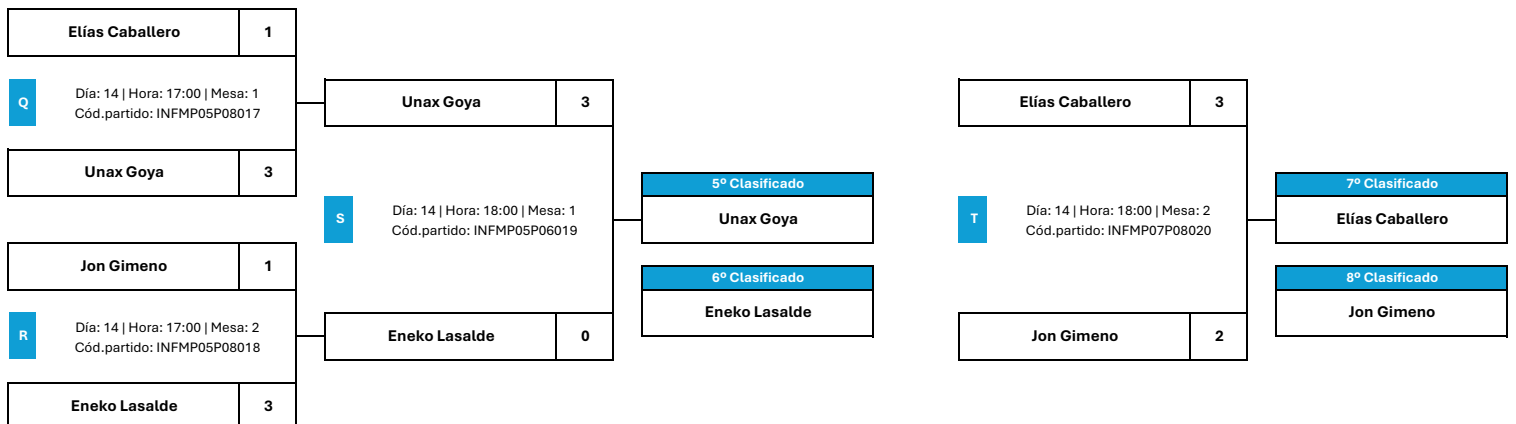 Elías Caballero 1
Q
Día: 14 | Hora: 17:00 | Mesa: 1
Cód.partido: INFMP05P08017
Unax Goya 3
Jon Gimeno 1
R
Día: 14 | Hora: 17:00 | Mesa: 2
Cód.partido: INFMP05P08018
Eneko Lasalde 3
Unax Goya 3
S
Día: 14 | Hora: 18:00 | Mesa: 1
Cód.partido: INFMP05P06019
Eneko Lasalde 0
5º Clasificado
Unax Goya
6º Clasificado
Eneko Lasalde
Elías Caballero 3
T
Día: 14 | Hora: 18:00 | Mesa: 2
Cód.partido: INFMP07P08020
Jon Gimeno 2
7º Clasificado
Elías Caballero
8º Clasificado
Jon Gimeno